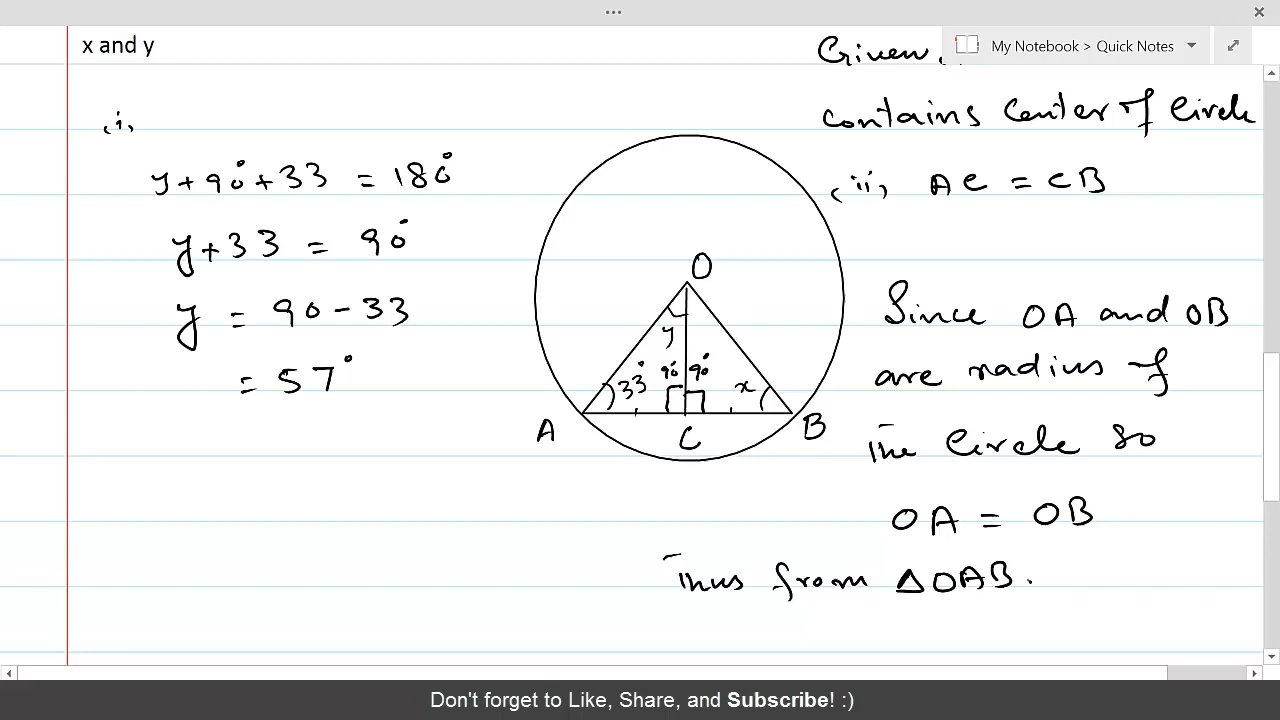 ...
×
x and y
My Notebook > Quick Notes
Given
contains Center of Circle
(i)
y + 90° + 33 = 180°
y + 33 = 90°
y = 90 - 33
= 57°
(ii) AC = CB
O
y
33° 90° 90° x
A C B
Since OA and OB
are radius of
The Circle so
OA = OB
Thus from ΔOAB.
Don't forget to Like, Share, and Subscribe! :)